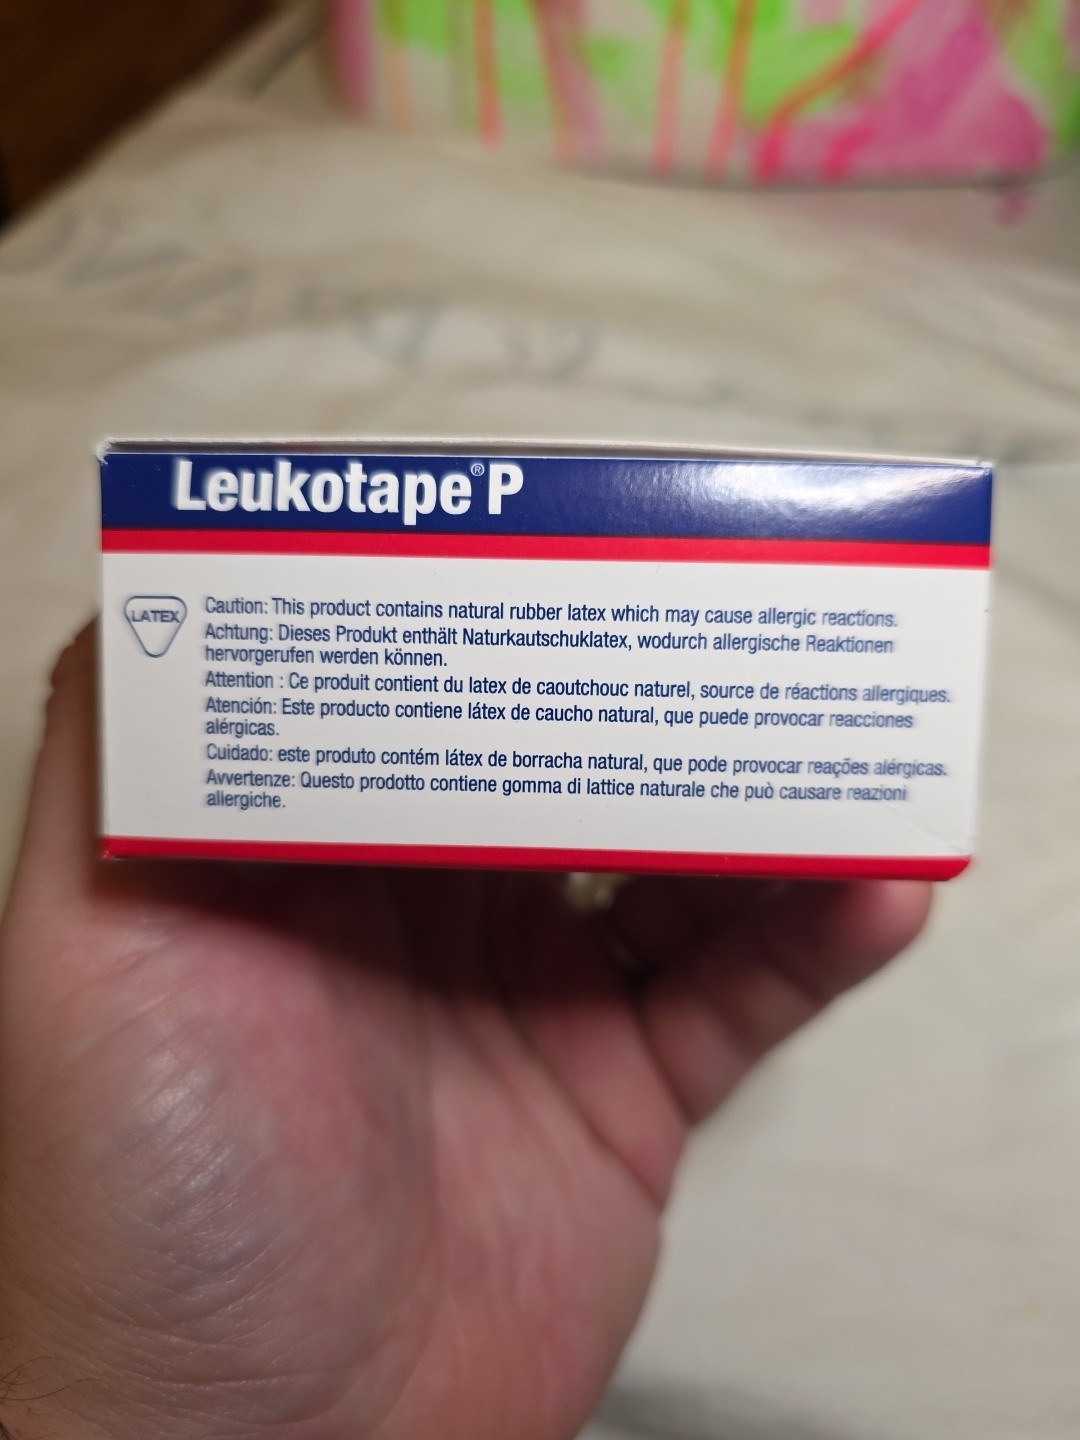 Leukotape® P
LATEX
Caution: This product contains natural rubber latex which may cause allergic reactions.
Achtung: Dieses Produkt enthält Naturkautschuklatex, wodurch allergische Reaktionen
hervorgerufen werden können.
Attention : Ce produit contient du latex de caoutchouc naturel, source de réactions allergiques.
Atención: Este producto contiene látex de caucho natural, que puede provocar reacciones
alérgicas.
Cuidado: este produto contém látex de borracha natural, que pode provocar reações alérgicas.
Avvertenze: Questo prodotto contiene gomma di lattice naturale che può causare reazioni
allergiche.